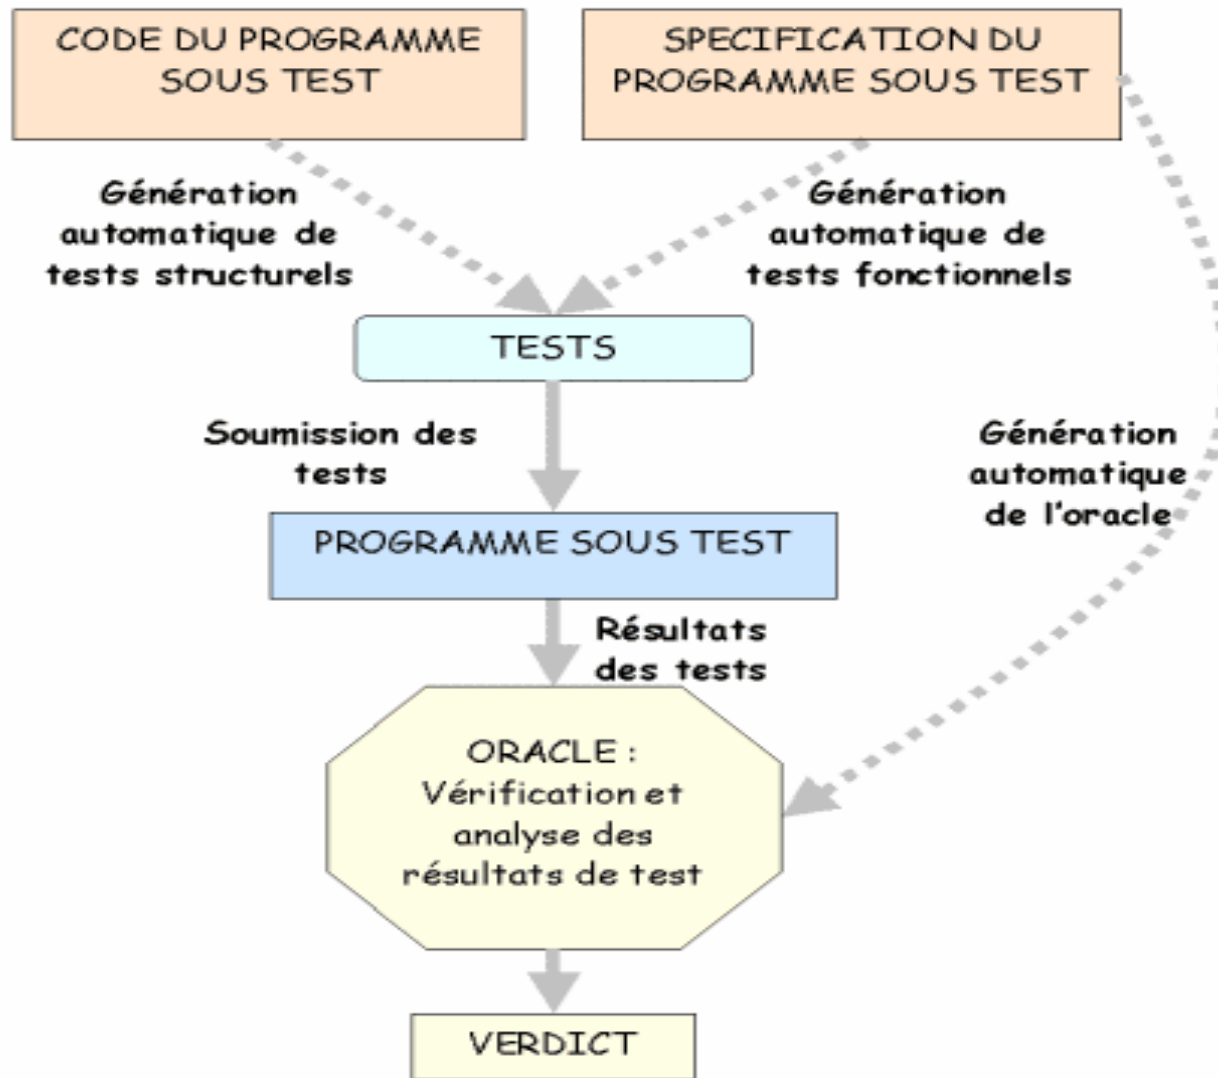 CODE DU PROGRAMME
SOUS TEST
SPECIFICATION DU
PROGRAMME SOUS TEST
Génération
automatique de
tests structurels
Génération
automatique de
tests fonctionnels
TESTS
Soumission des
tests
Génération
automatique
de l'oracle
PROGRAMME SOUS TEST
Résultats
des tests
ORACLE :
Vérification et
analyse des
résultats de test
VERDICT